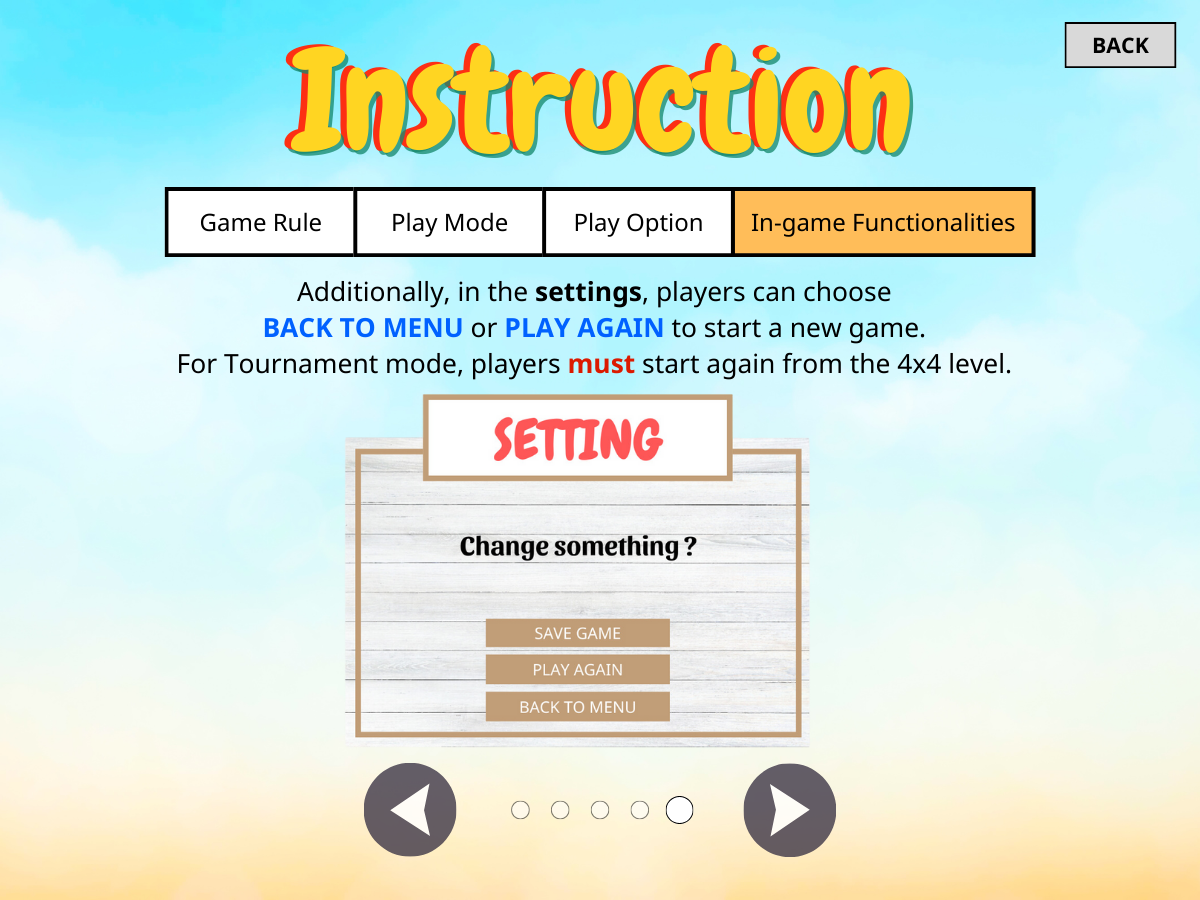 BACK
Instruction
Game Rule
Play Mode
Play Option
In-game Functionalities
Additionally, in the settings, players can choose
BACK TO MENU or PLAY AGAIN to start a new game.
For Tournament mode, players must start again from the 4x4 level.
SETTING
Change something ?
SAVE GAME
PLAY AGAIN
BACK TO MENU